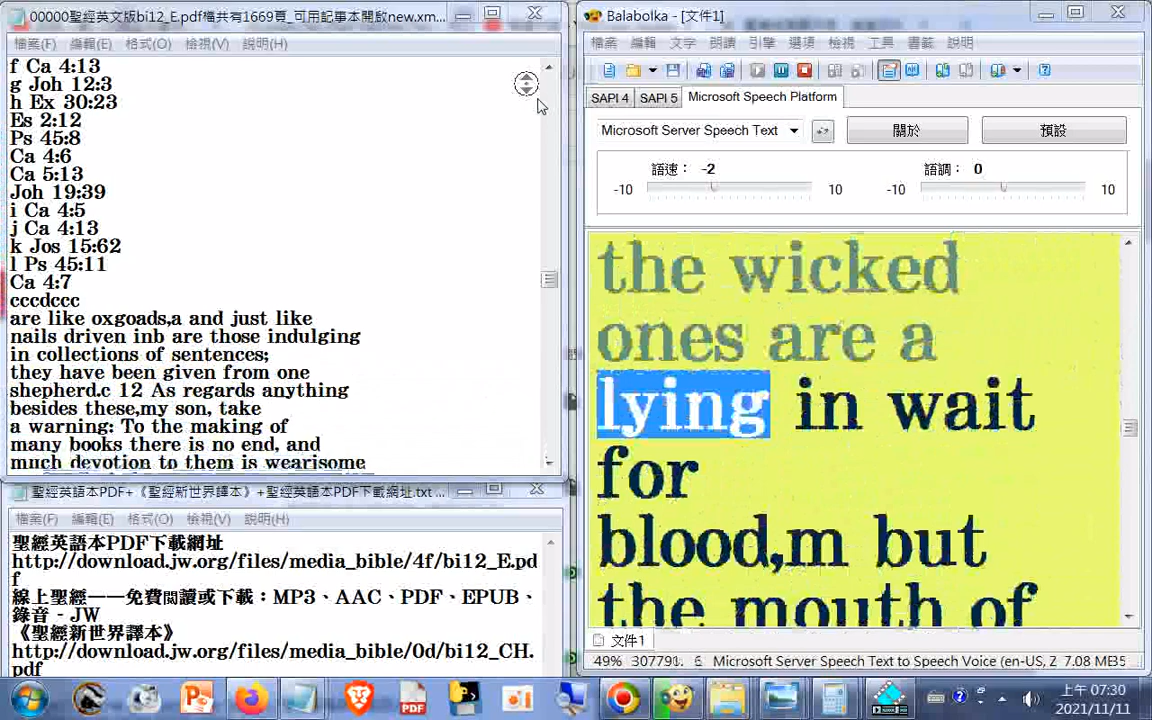 00000聖經英文版bi12_E.pdf檔共有1669頁_可用記事本開啟new.xm...
檔案(F) 編輯(E) 格式(O) 檢視(V) 說明(H)
f Ca 4:13
g Joh 12:3
h Ex 30:23
Es 2:12
Ps 45:8
Ca 4:6
Ca 5:13
Joh 19:39
i Ca 4:5
j Ca 4:13
k Jos 15:62
l Ps 45:11
Ca 4:7
cccdccc
are like oxgoads,a and just like
nails driven inb are those indulging
in collections of sentences;
they have been given from one
shepherd.c 12 As regards anything
besides these,my son, take
a warning: To the making of
many books there is no end, and
much devotion to them is wearisome
聖經英語本PDF+《聖經新世界譯本》+聖經英語本PDF下載網址.txt ...
檔案(F) 編輯(E) 格式(O) 檢視(V) 說明(H)
聖經英語本PDF下載網址
http://download.jw.org/files/media_bible/4f/bi12_E.pd
f
線上聖經——免費閱讀或下載：MP3、AAC、PDF、EPUB、
錄音 - JW
《聖經新世界譯本》
http://download.jw.org/files/media_bible/0d/bi12_CH.
pdf
Balabolka - [文件1]
檔案 編輯 文字 朗讀 引擎 選項 檢視 工具 書籤 說明
SAPI 4 SAPI 5 Microsoft Speech Platform
Microsoft Server Speech Text 關於 預設
語速： -2 語調： 0
-10 10 -10 10
the wicked
ones are a
lying in wait
for
blood,m but
the mouth of
文件1
49% 307791. 6 Microsoft Server Speech Text to Speech Voice (en-US, Z 7.08 MB
PDF
上午 07:30
2021/11/11